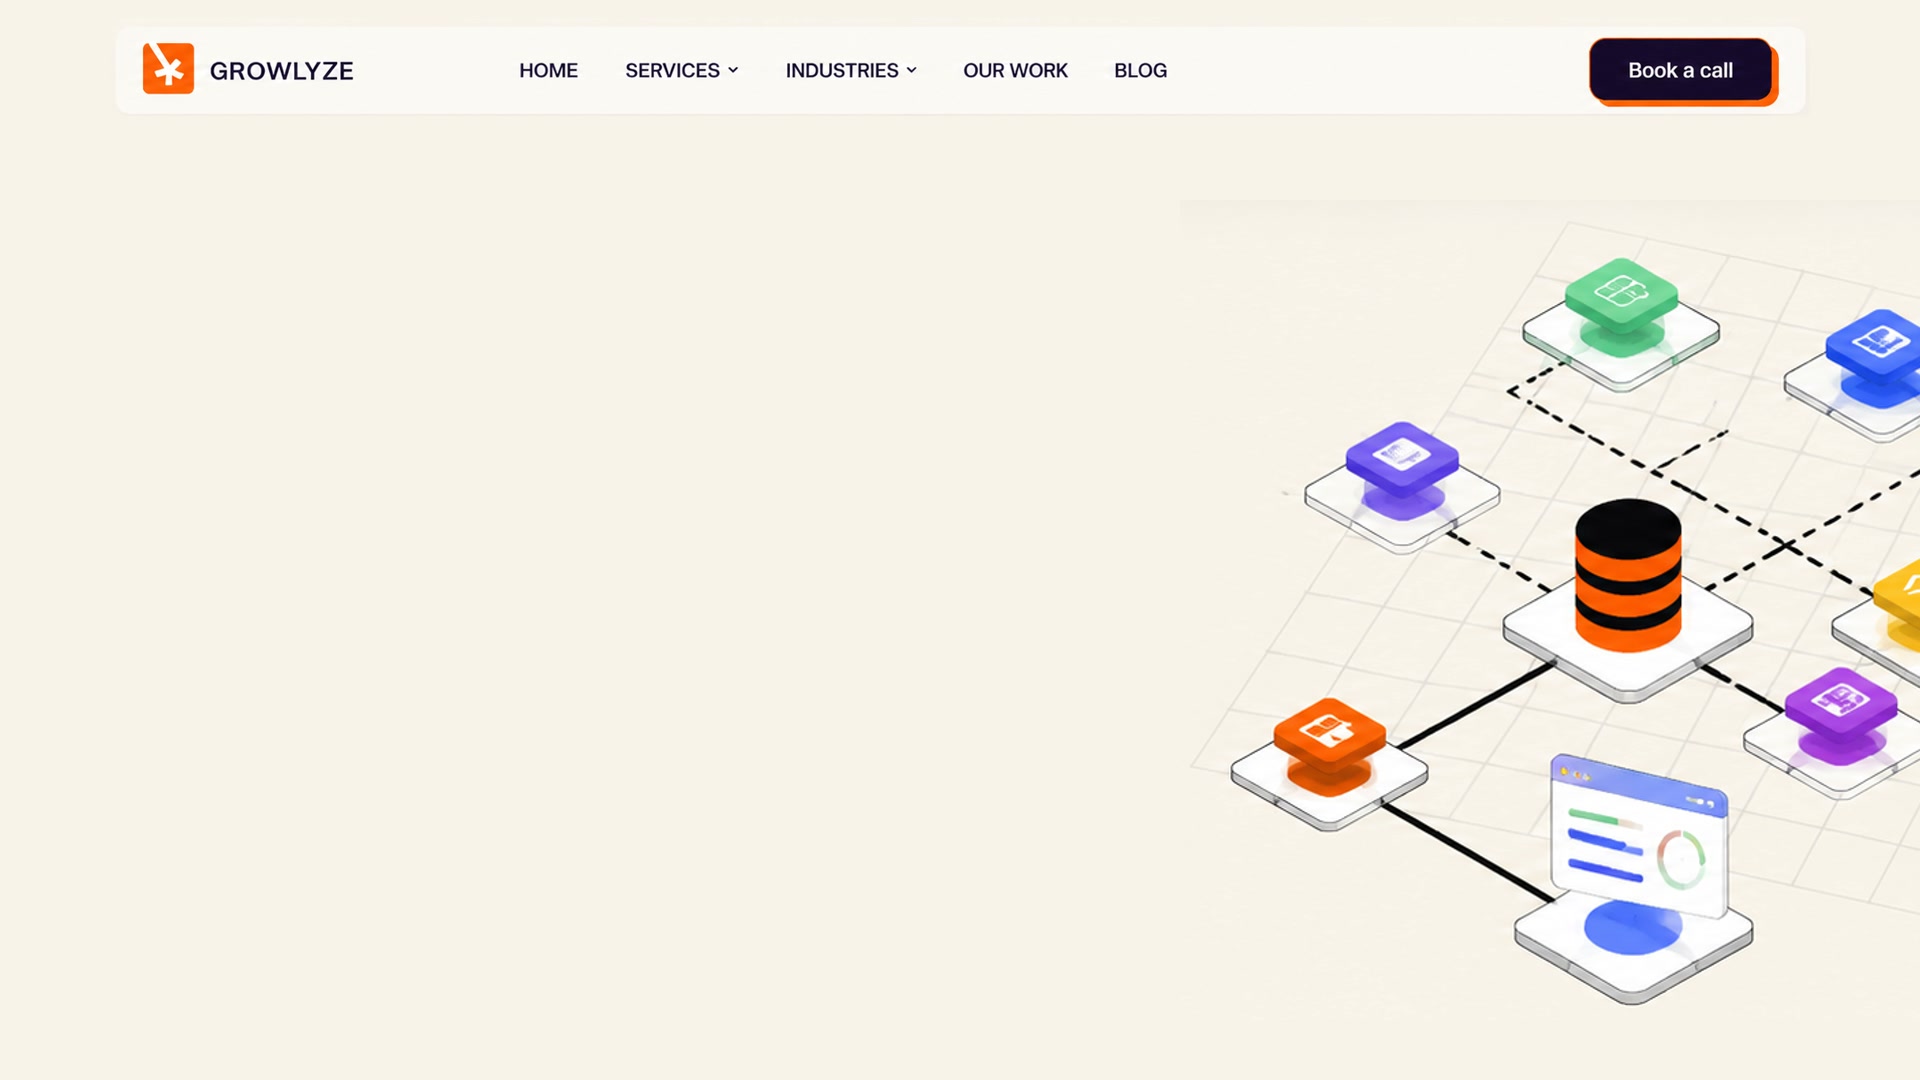 GROWLYZE
HOME
SERVICES
INDUSTRIES
OUR WORK
BLOG
Book a call